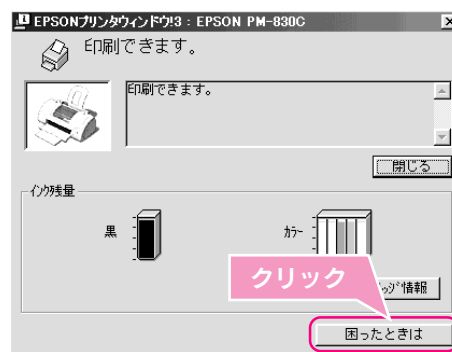 EPSONプリンタウィンドウ!3 : EPSON PM-830C
印刷できます。
印刷できます。
閉じる
インク残量
黒
カラー
クリック
ッジ情報
困ったときは